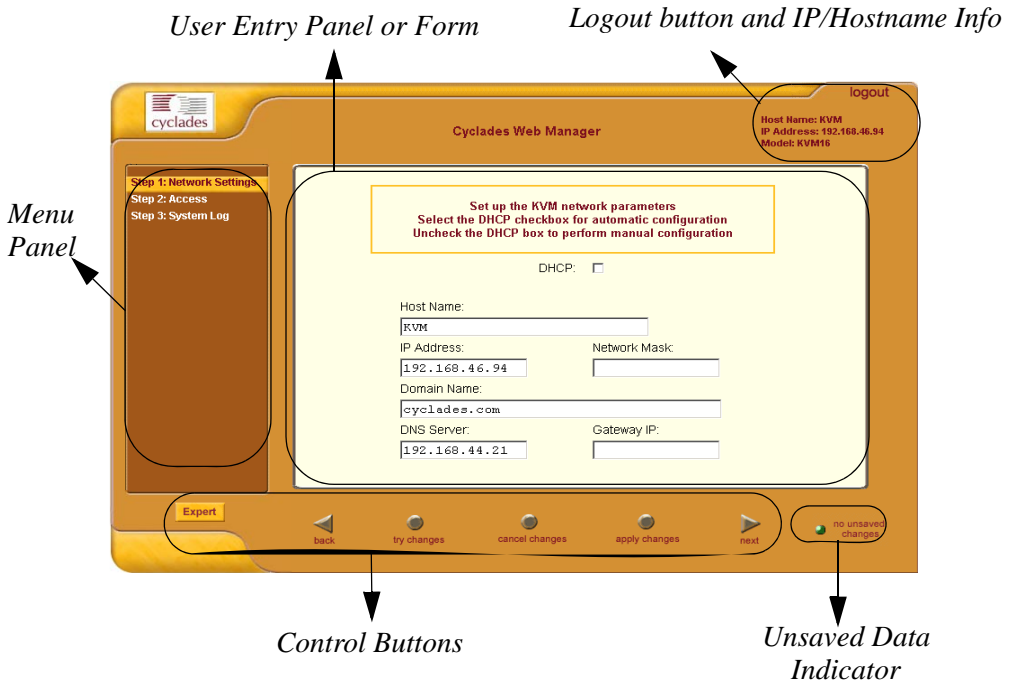 User Entry Panel or Form
Logout button and IP/Hostname Info
logout
cyclades
Cyclades Web Manager
Host Name: KVM
IP Address: 192.168.46.94
Model: KVM16
Menu
Panel
Step 1: Network Settings
Step 2: Access
Step 3: System Log
Set up the KVM network parameters
Select the DHCP checkbox for automatic configuration
Uncheck the DHCP box to perform manual configuration
DHCP:
Host Name:
KVM
IP Address: Network Mask:
192.168.46.94
Domain Name:
cyclades.com
DNS Server: Gateway IP:
192.168.44.21
Expert
back try changes cancel changes apply changes next
no unsaved
changes
Control Buttons
Unsaved Data
Indicator